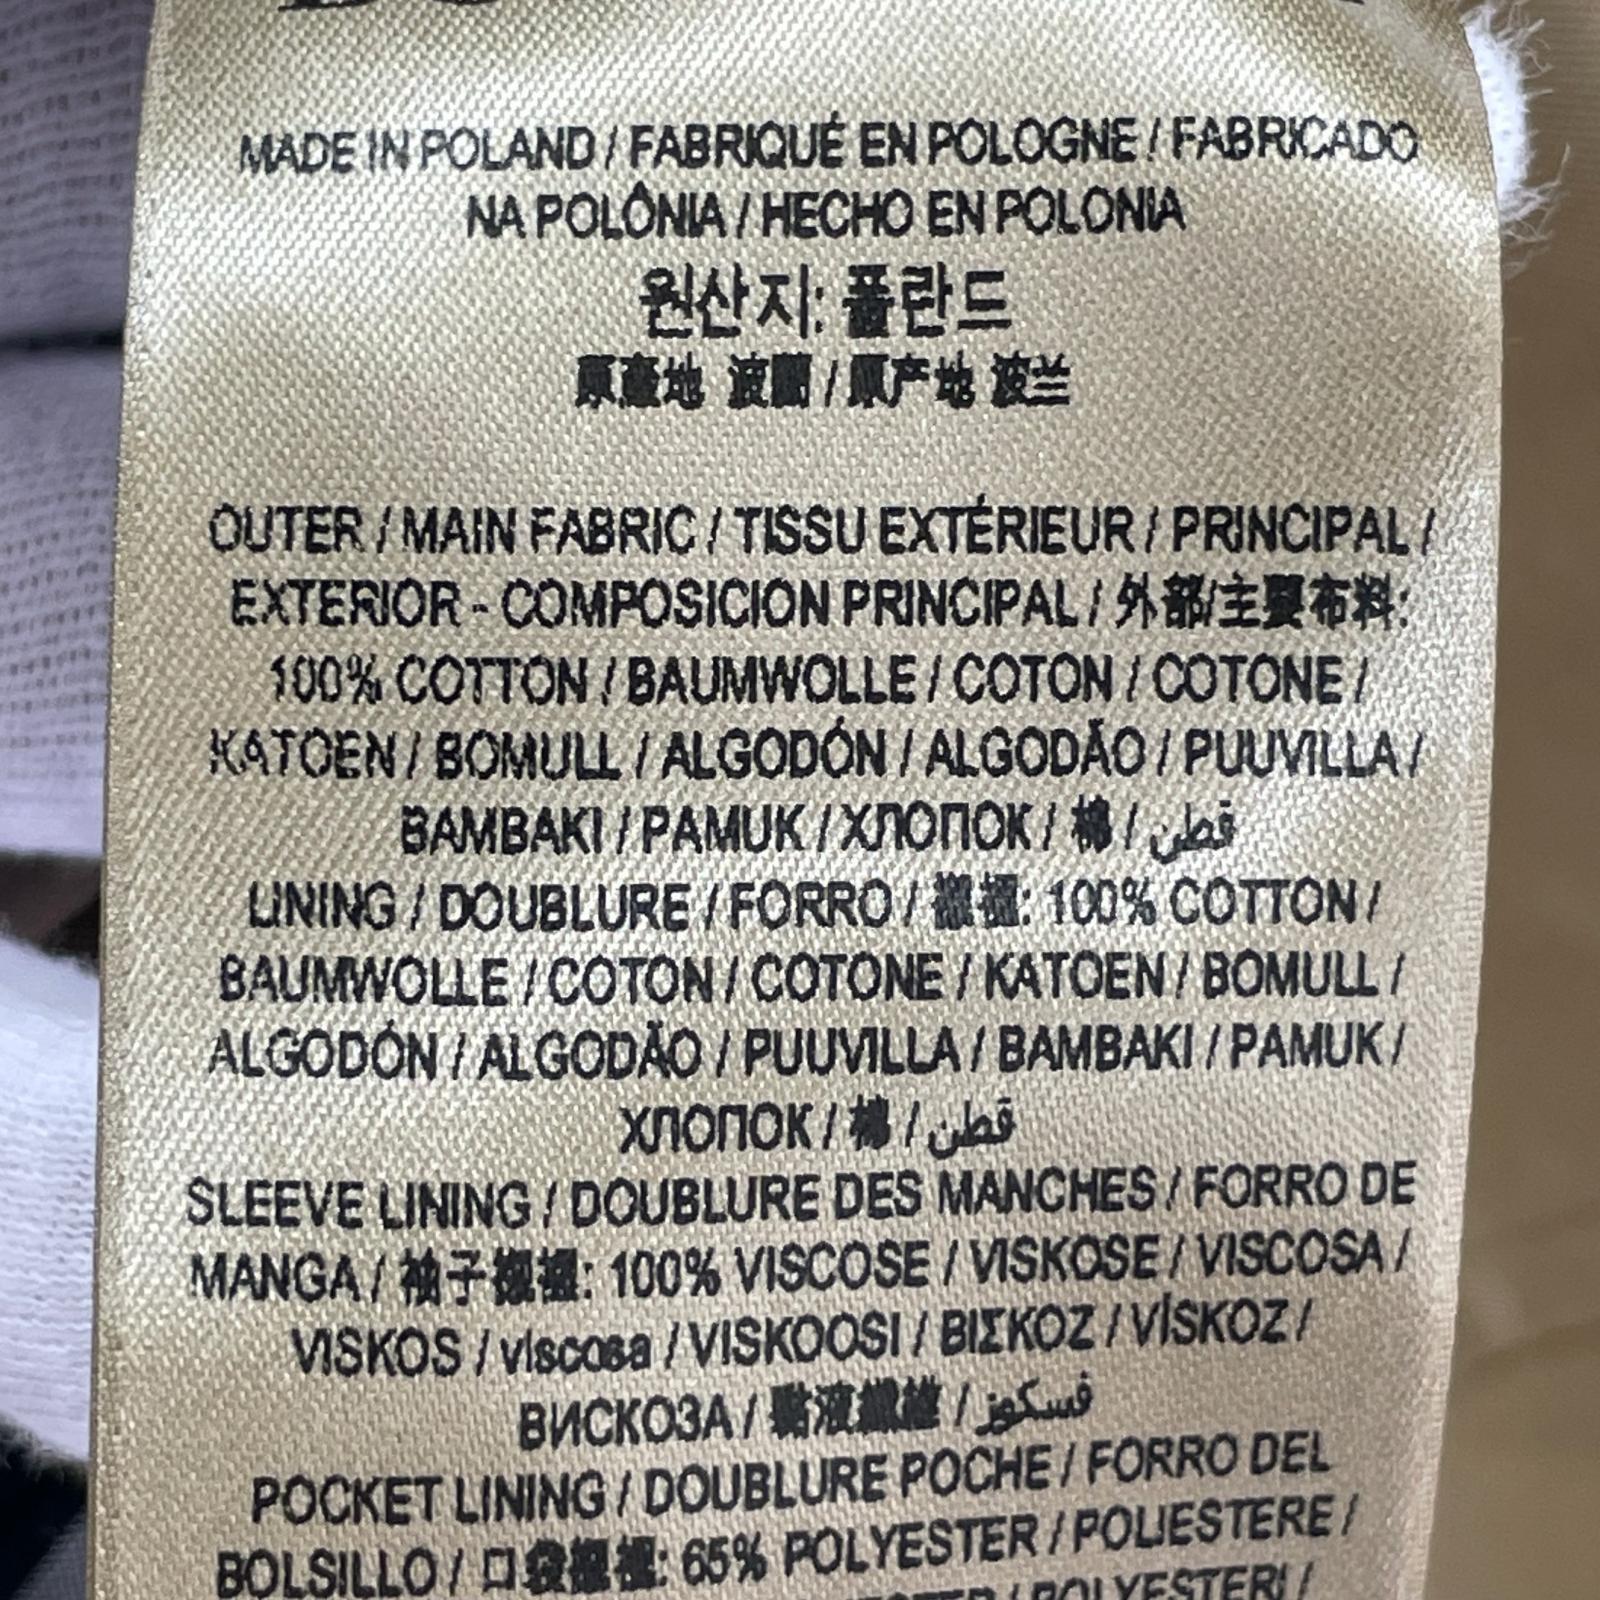 MADE IN POLAND / FABRIQUÉ EN POLOGNE / FABRICADO
NA POLÔNIA / HECHO EN POLONIA
원산지: 폴란드
原產地 波蘭 / 原产地 波兰
OUTER / MAIN FABRIC / TISSU EXTÉRIEUR / PRINCIPAL /
EXTERIOR - COMPOSICION PRINCIPAL / 外部/主要布料:
100% COTTON / BAUMWOLLE / COTON / COTONE /
KATOEN / BOMULL / ALGODÓN / ALGODÃO / PUUVILLA /
BAMBAKI / PAMUK / ХЛОПОК / 棉 / قطن
LINING / DOUBLURE / FORRO / : 100% COTTON /
BAUMWOLLE / COTON / COTONE / KATOEN / BOMULL /
ALGODÓN / ALGODÃO / PUUVILLA / BAMBAKI / PAMUK /
ХЛОПОК / 棉 / قطن
SLEEVE LINING / DOUBLURE DES MANCHES / FORRO DE
MANGA / 袖子: 100% VISCOSE / VISKOSE / VISCOSA /
VISKOS / viscosa / VISKOOSI / ΒΙΣΚΟΖ / VİSKOZ /
ВИСКОЗА / 黏液纖維 / فسكوز
POCKET LINING / DOUBLURE POCHE / FORRO DEL
BOLSILLO / 口袋: 65% POLYESTER / POLIESTERE /
/ POLYESTERI /